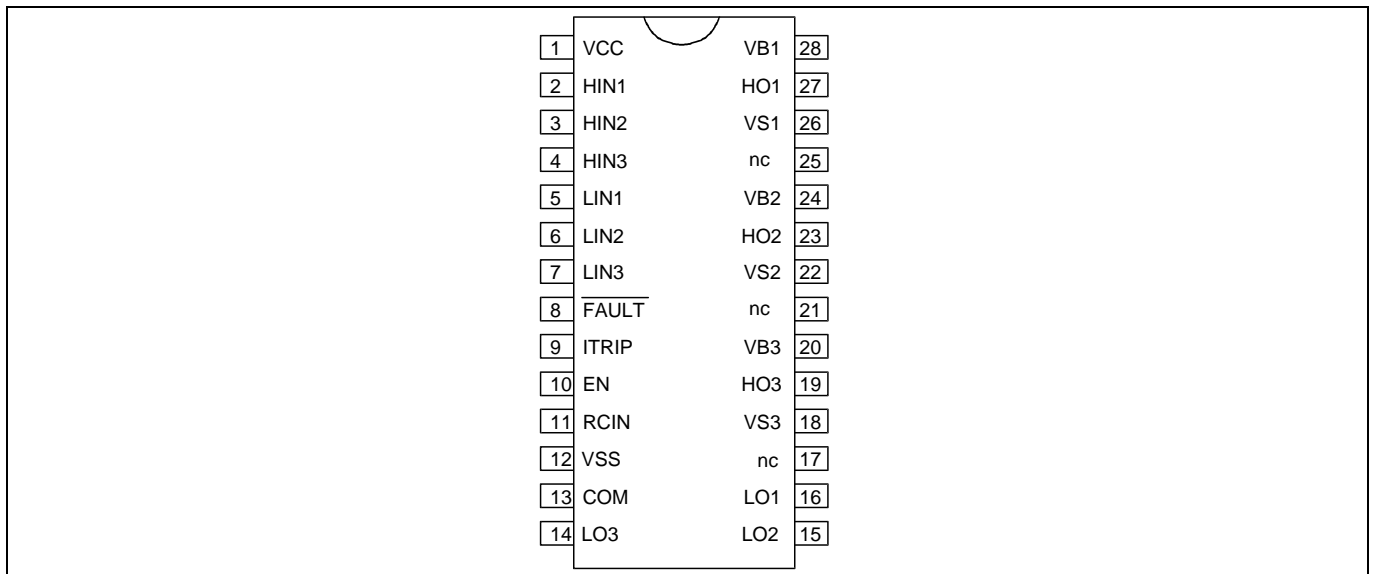 1 VCC VB1 28
2 HIN1 HO1 27
3 HIN2 VS1 26
4 HIN3 nc 25
5 LIN1 VB2 24
6 LIN2 HO2 23
7 LIN3 VS2 22
8 FAULT nc 21
9 ITRIP VB3 20
10 EN HO3 19
11 RCIN VS3 18
12 VSS nc 17
13 COM LO1 16
14 LO3 LO2 15